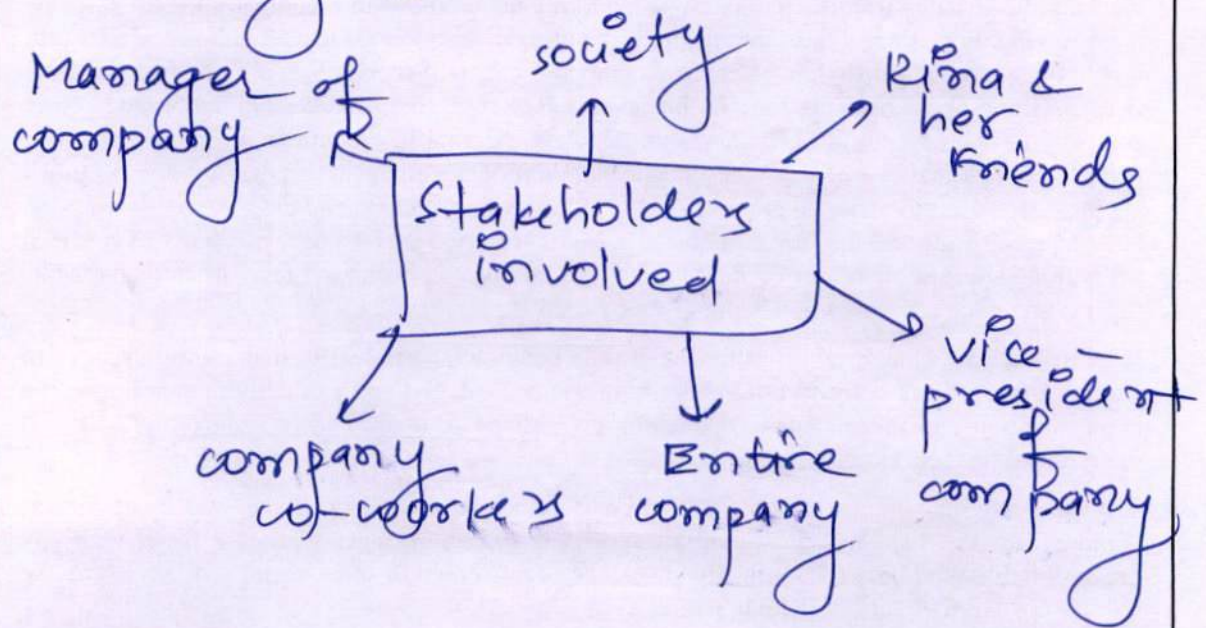 society
Manager of
company
Rina &
her
friends
Stakeholders
involved
vice -
president
of
company
company
co-workers
Entire
company